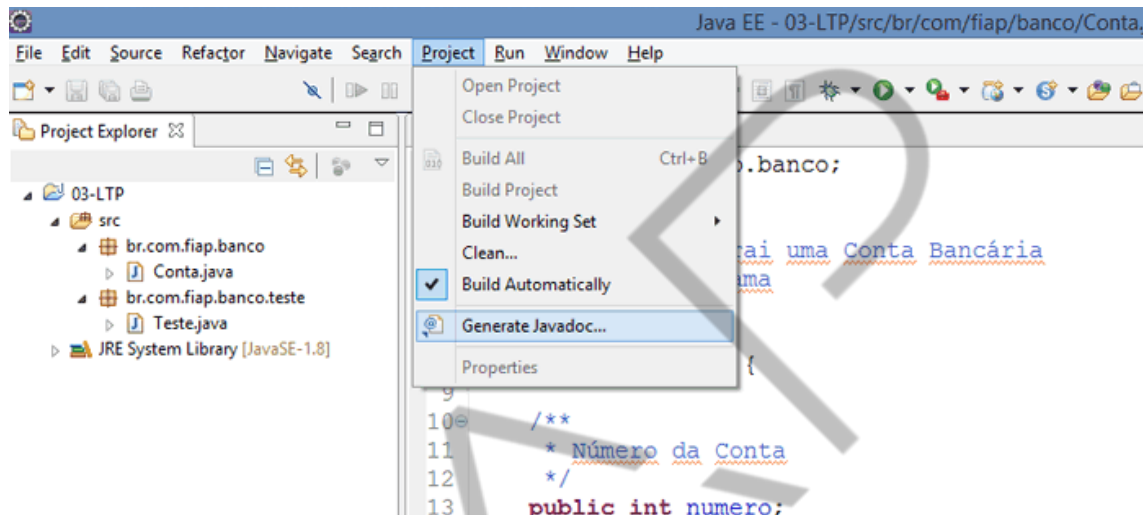 Java EE - 03-LTP/src/br/com/fiap/banco/Conta.
File Edit Source Refactor Navigate Search Project Run Window Help
Project Explorer
03-LTP
src
br.com.fiap.banco
Conta.java
br.com.fiap.banco.teste
Teste.java
JRE System Library [JavaSE-1.8]
Open Project
Close Project
Build All Ctrl+B
Build Project
Build Working Set
Clean...
Build Automatically
Generate Javadoc...
Properties
.banco;
rai uma Conta Bancária
ama
{
9
10 /**
11 * Número da Conta
12 */
13 public int numero;